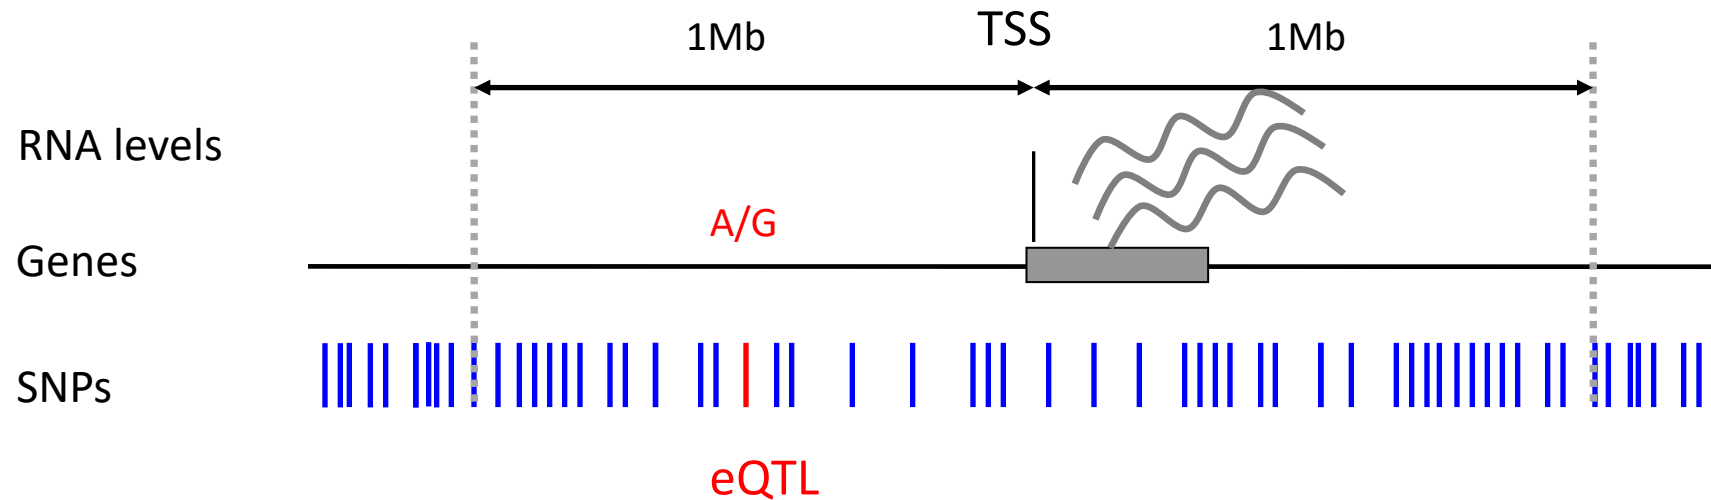 1Mb
TSS
1Mb
RNA levels
A/G
Genes
SNPs
eQTL